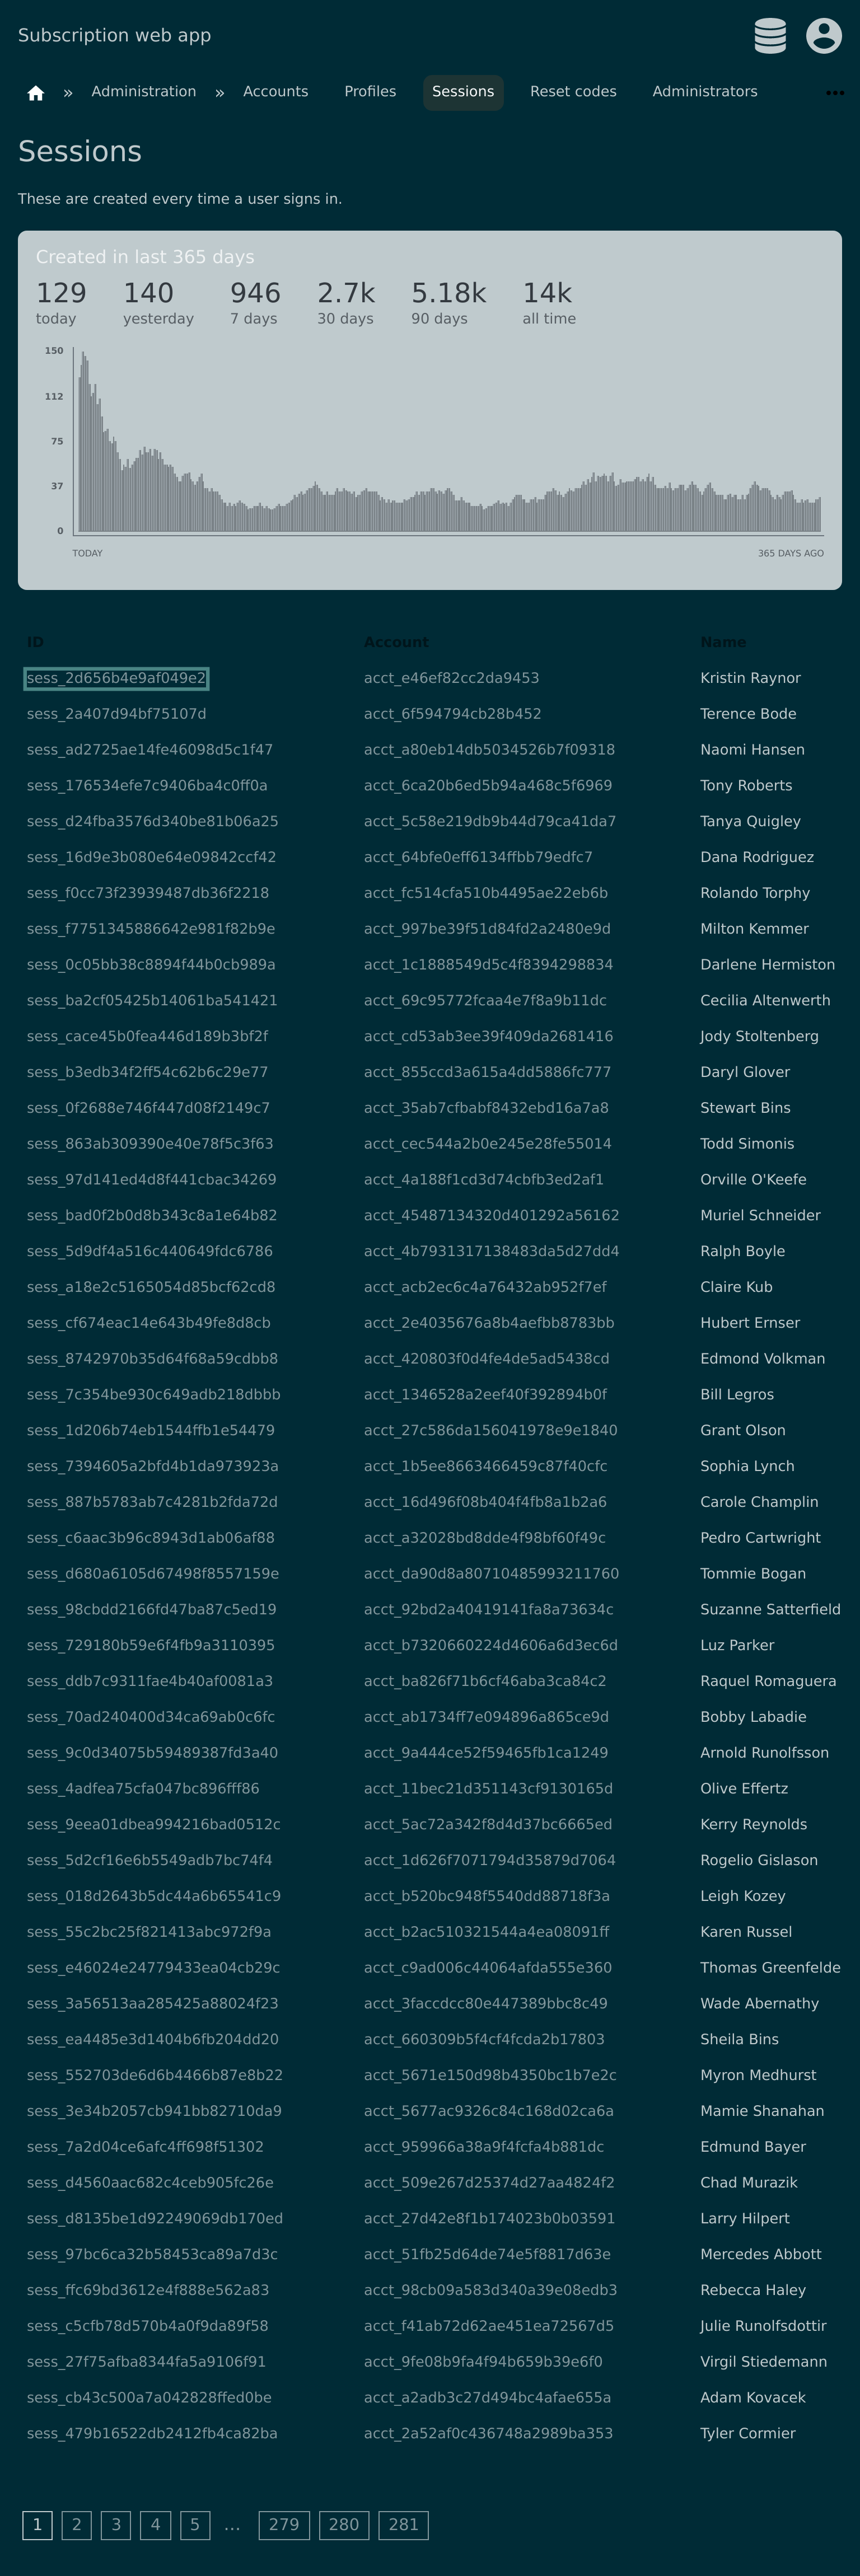 Subscription web app
» Administration » Accounts Profiles Sessions Reset codes Administrators •••
Sessions
These are created every time a user signs in.
Created in last 365 days
129 140 946 2.7k 5.18k 14k
today yesterday 7 days 30 days 90 days all time
150
112
75
37
0
TODAY 365 DAYS AGO
ID Account Name
sess_2d656b4e9af049e2 acct_e46ef82cc2da9453 Kristin Raynor
sess_2a407d94bf75107d acct_6f594794cb28b452 Terence Bode
sess_ad2725ae14fe46098d5c1f47 acct_a80eb14db5034526b7f09318 Naomi Hansen
sess_176534efe7c9406ba4c0ff0a acct_6ca20b6ed5b94a468c5f6969 Tony Roberts
sess_d24fba3576d340be81b06a25 acct_5c58e219db9b44d79ca41da7 Tanya Quigley
sess_16d9e3b080e64e09842ccf42 acct_64bfe0eff6134ffbb79edfc7 Dana Rodriguez
sess_f0cc73f23939487db36f2218 acct_fc514cfa510b4495ae22eb6b Rolando Torphy
sess_f7751345886642e981f82b9e acct_997be39f51d84fd2a2480e9d Milton Kemmer
sess_0c05bb38c8894f44b0cb989a acct_1c1888549d5c4f8394298834 Darlene Hermiston
sess_ba2cf05425b14061ba541421 acct_69c95772fcaa4e7f8a9b11dc Cecilia Altenwerth
sess_cace45b0fea446d189b3bf2f acct_cd53ab3ee39f409da2681416 Jody Stoltenberg
sess_b3edb34f2ff54c62b6c29e77 acct_855ccd3a615a4dd5886fc777 Daryl Glover
sess_0f2688e746f447d08f2149c7 acct_35ab7cfbabf8432ebd16a7a8 Stewart Bins
sess_863ab309390e40e78f5c3f63 acct_cec544a2b0e245e28fe55014 Todd Simonis
sess_97d141ed4d8f441cbac34269 acct_4a188f1cd3d74cbfb3ed2af1 Orville O'Keefe
sess_bad0f2b0d8b343c8a1e64b82 acct_45487134320d401292a56162 Muriel Schneider
sess_5d9df4a516c440649fdc6786 acct_4b7931317138483da5d27dd4 Ralph Boyle
sess_a18e2c5165054d85bcf62cd8 acct_acb2ec6c4a76432ab952f7ef Claire Kub
sess_cf674eac14e643b49fe8d8cb acct_2e4035676a8b4aefbb8783bb Hubert Ernser
sess_8742970b35d64f68a59cdbb8 acct_420803f0d4fe4de5ad5438cd Edmond Volkman
sess_7c354be930c649adb218dbbb acct_1346528a2eef40f392894b0f Bill Legros
sess_1d206b74eb1544ffb1e54479 acct_27c586da156041978e9e1840 Grant Olson
sess_7394605a2bfd4b1da973923a acct_1b5ee8663466459c87f40cfc Sophia Lynch
sess_887b5783ab7c4281b2fda72d acct_16d496f08b404f4fb8a1b2a6 Carole Champlin
sess_c6aac3b96c8943d1ab06af88 acct_a32028bd8dde4f98bf60f49c Pedro Cartwright
sess_d680a6105d67498f8557159e acct_da90d8a80710485993211760 Tommie Bogan
sess_98cbdd2166fd47ba87c5ed19 acct_92bd2a40419141fa8a73634c Suzanne Satterfield
sess_729180b59e6f4fb9a3110395 acct_b7320660224d4606a6d3ec6d Luz Parker
sess_ddb7c9311fae4b40af0081a3 acct_ba826f71b6cf46aba3ca84c2 Raquel Romaguera
sess_70ad240400d34ca69ab0c6fc acct_ab1734ff7e094896a865ce9d Bobby Labadie
sess_9c0d34075b59489387fd3a40 acct_9a444ce52f59465fb1ca1249 Arnold Runolfsson
sess_4adfea75cfa047bc896fff86 acct_11bec21d351143cf9130165d Olive Effertz
sess_9eea01dbea994216bad0512c acct_5ac72a342f8d4d37bc6665ed Kerry Reynolds
sess_5d2cf16e6b5549adb7bc74f4 acct_1d626f7071794d35879d7064 Rogelio Gislason
sess_018d2643b5dc44a6b65541c9 acct_b520bc948f5540dd88718f3a Leigh Kozey
sess_55c2bc25f821413abc972f9a acct_b2ac510321544a4ea08091ff Karen Russel
sess_e46024e24779433ea04cb29c acct_c9ad006c44064afda555e360 Thomas Greenfelde
sess_3a56513aa285425a88024f23 acct_3faccdcc80e447389bbc8c49 Wade Abernathy
sess_ea4485e3d1404b6fb204dd20 acct_660309b5f4cf4fcfda2b17803 Sheila Bins
sess_552703de6d6b4466b87e8b22 acct_5671e150d98b4350bc1b7e2c Myron Medhurst
sess_3e34b2057cb941bb82710da9 acct_5677ac9326c84c168d02ca6a Mamie Shanahan
sess_7a2d04ce6afc4ff698f51302 acct_959966a38a9f4fcfa4b881dc Edmund Bayer
sess_d4560aac682c4ceb905fc26e acct_509e267d25374d27aa4824f2 Chad Murazik
sess_d8135be1d92249069db170ed acct_27d42e8f1b174023b0b03591 Larry Hilpert
sess_97bc6ca32b58453ca89a7d3c acct_51fb25d64de74e5f8817d63e Mercedes Abbott
sess_ffc69bd3612e4f888e562a83 acct_98cb09a583d340a39e08edb3 Rebecca Haley
sess_c5cfb78d570b4a0f9da89f58 acct_f41ab72d62ae451ea72567d5 Julie Runolfsdottir
sess_27f75afba8344fa5a9106f91 acct_9fe08b9fa4f94b659b39e6f0 Virgil Stiedemann
sess_cb43c500a7a042828ffed0be acct_a2adb3c27d494bc4afae655a Adam Kovacek
sess_479b16522db2412fb4ca82ba acct_2a52af0c436748a2989ba353 Tyler Cormier
1 2 3 4 5 … 279 280 281